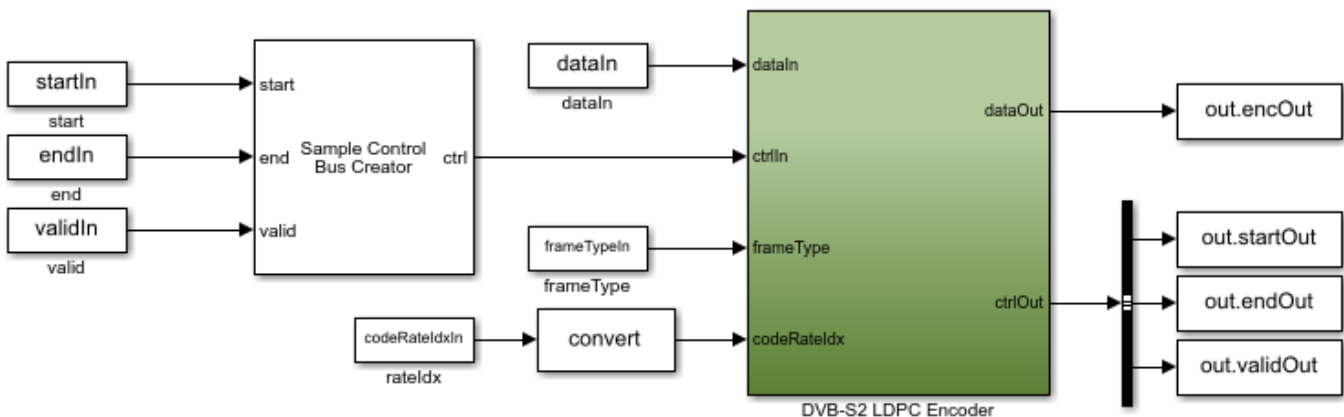 startIn
start
endIn
end
validIn
valid
start
end
valid
Sample Control
Bus Creator
ctrl
dataIn
dataIn
frameTypeIn
frameType
codeRateIdxIn
rateIdx
convert
dataIn
ctrlIn
frameType
codeRateIdx
dataOut
ctrlOut
DVB-S2 LDPC Encoder
out.encOut
out.startOut
out.endOut
out.validOut